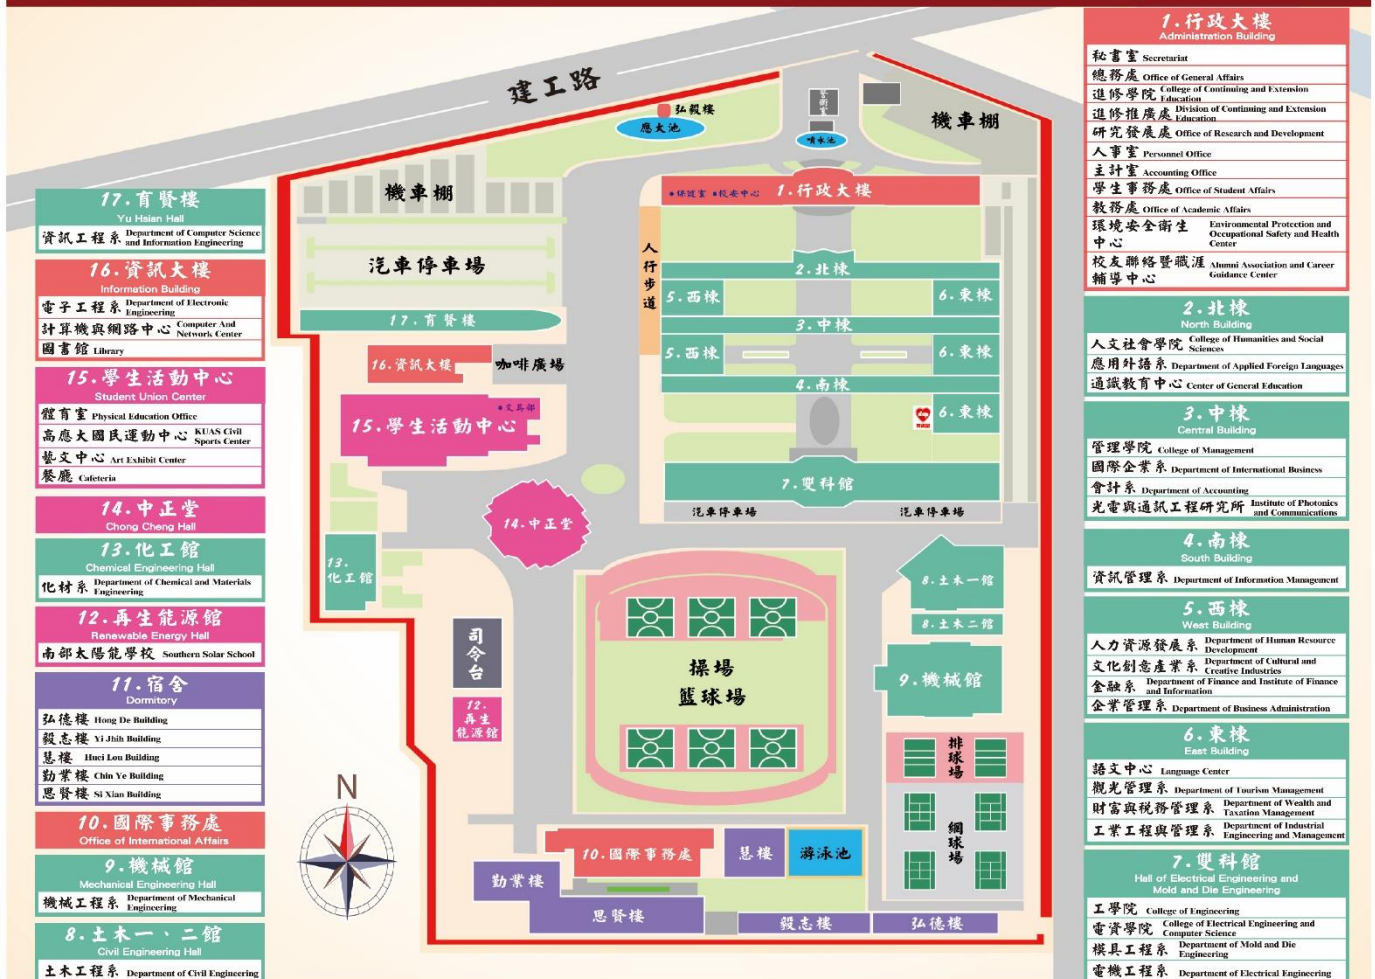 建工路
弘毅樓
應大池
警衛室
噴水池
機車棚
機車棚
汽車停車場
人行步道
•保健室 •校安中心 1.行政大樓
2.北棟
5.西棟
6.東棟
3.中棟
5.西棟
6.東棟
4.南棟
6.東棟
7.雙科館
汽車停車場
汽車停車場
17.育賢樓
16.資訊大樓
咖啡廣場
•文具部
15.學生活動中心
14.中正堂
13.
化工館
司令台
12.
再生
能源館
操場
籃球場
8.土木一館
8.土木二館
9.機械館
排球場
網球場
10.國際事務處
慧樓
游泳池
勤業樓
思賢樓
毅志樓
弘德樓
N
17.育賢樓
Yu Hsian Hall
資訊工程系 Department of Computer Science and Information Engineering
16.資訊大樓
Information Building
電子工程系 Department of Electronic Engineering
計算機與網路中心 Computer And Network Center
圖書館 Library
15.學生活動中心
Student Union Center
體育室 Physical Education Office
高應大國民運動中心 KUAS Civil Sports Center
藝文中心 Art Exhibit Center
餐廳 Cafeteria
14.中正堂
Chong Cheng Hall
13.化工館
Chemical Engineering Hall
化材系 Department of Chemical and Materials Engineering
12.再生能源館
Renewable Energy Hall
南部太陽能學校 Southern Solar School
11.宿舍
Dormitory
弘德樓 Hong De Building
毅志樓 Yi Jhih Building
慧樓 Huei Lou Building
勤業樓 Chin Ye Building
思賢樓 Si Xian Building
10.國際事務處
Office of International Affairs
9.機械館
Mechanical Engineering Hall
機械工程系 Department of Mechanical Engineering
8.土木一、二館
Civil Engineering Hall
土木工程系 Department of Civil Engineering
1.行政大樓
Administration Building
秘書室 Secretariat
總務處 Office of General Affairs
進修學院 College of Continuing and Extension Education
進修推廣處 Division of Continuing and Extension Education
研究發展處 Office of Research and Development
人事室 Personnel Office
主計室 Accounting Office
學生事務處 Office of Student Affairs
教務處 Office of Academic Affairs
環境安全衛生中心 Environmental Protection and Occupational Safety and Health Center
校友聯絡暨職涯輔導中心 Alumni Association and Career Guidance Center
2.北棟
North Building
人文社會學院 College of Humanities and Social Sciences
應用外語系 Department of Applied Foreign Languages
通識教育中心 Center of General Education
3.中棟
Central Building
管理學院 College of Management
國際企業系 Department of International Business
會計系 Department of Accounting
光電與通訊工程研究所 Institute of Photonics and Communications
4.南棟
South Building
資訊管理系 Department of Information Management
5.西棟
West Building
人力資源發展系 Department of Human Resource Development
文化創意產業系 Department of Cultural and Creative Industries
金融系 Department of Finance and Institute of Finance and Information
企業管理系 Department of Business Administration
6.東棟
East Building
語文中心 Language Center
觀光管理系 Department of Tourism Management
財富與稅務管理系 Department of Wealth and Taxation Management
工業工程與管理系 Department of Industrial Engineering and Management
7.雙科館
Hall of Electrical Engineering and
Mold and Die Engineering
工學院 College of Engineering
電資學院 College of Electrical Engineering and Computer Science
模具工程系 Department of Mold and Die Engineering
電機工程系 Department of Electrical Engineering